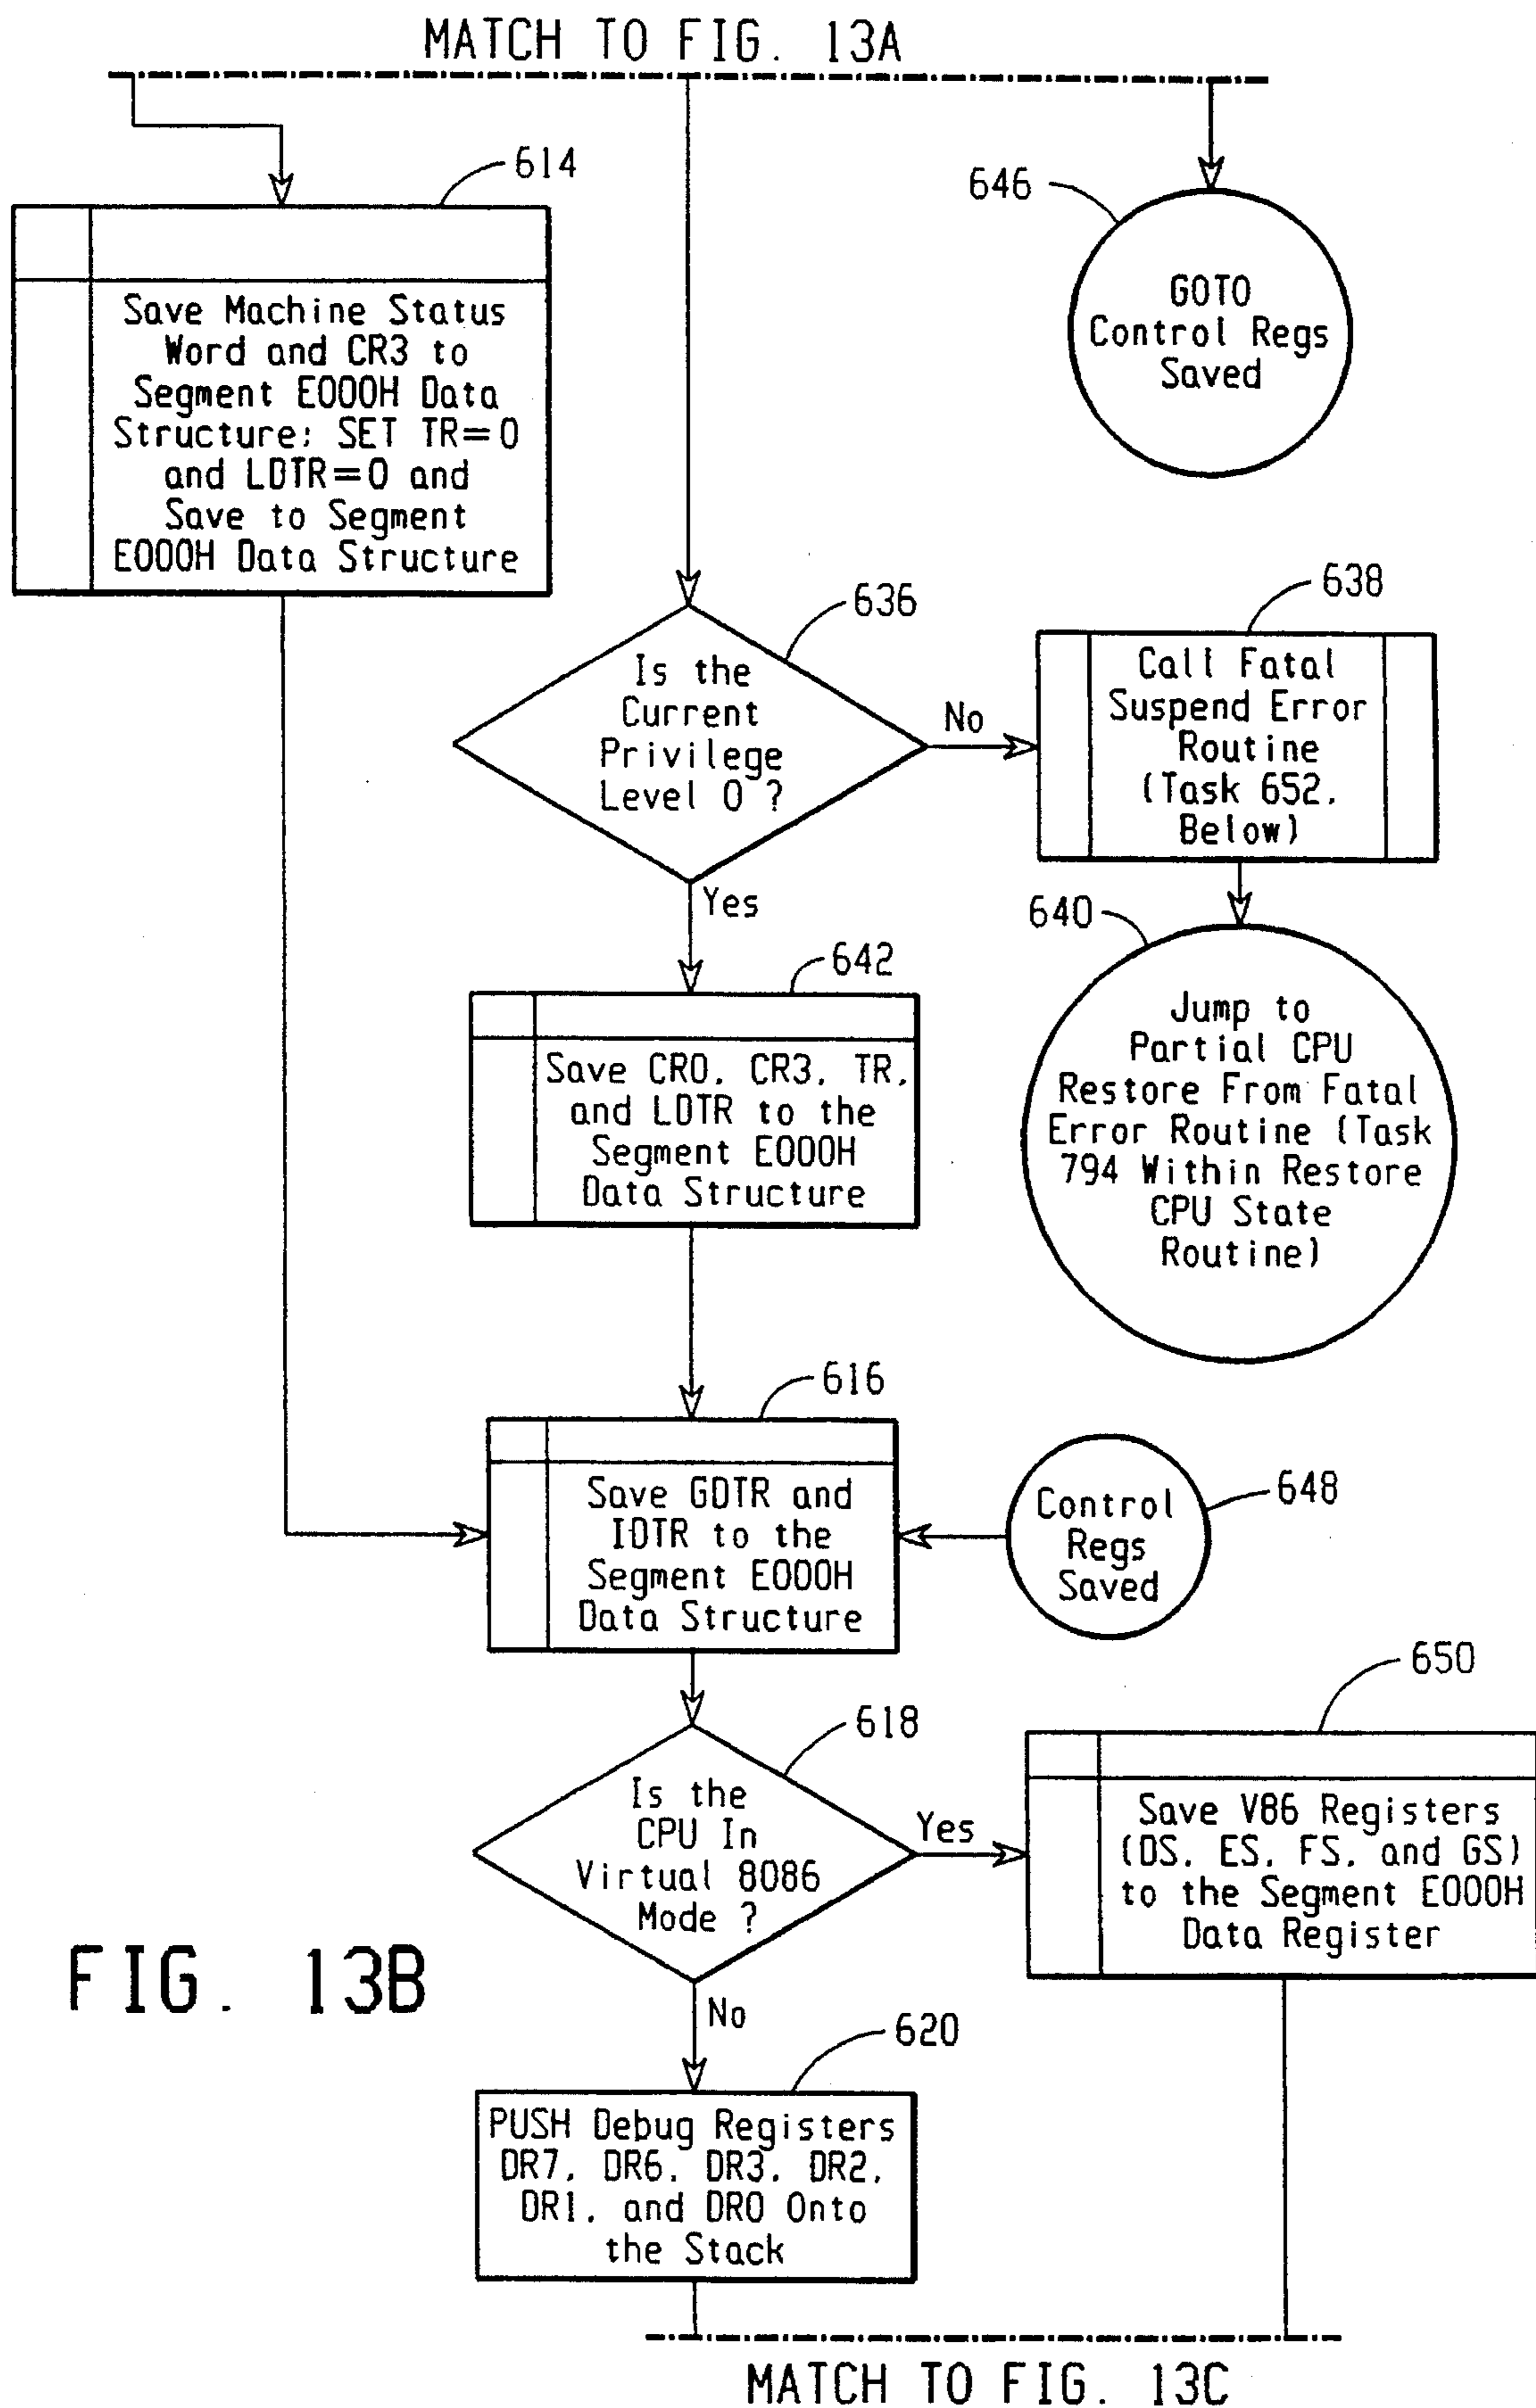 MATCH TO FIG. 13A
614
Save Machine Status
Word and CR3 to
Segment E000H Data
Structure; SET TR=0
and LDTR=0 and
Save to Segment
E000H Data Structure
646
GOTO
Control Regs
Saved
636
Is the
Current
Privilege
Level 0 ?
No
Yes
638
Call Fatal
Suspend Error
Routine
(Task 652,
Below)
640
Jump to
Partial CPU
Restore From Fatal
Error Routine (Task
794 Within Restore
CPU State
Routine)
642
Save CR0, CR3, TR,
and LDTR to the
Segment E000H
Data Structure
616
Save GDTR and
IDTR to the
Segment E000H
Data Structure
648
Control
Regs
Saved
618
Is the
CPU In
Virtual 8086
Mode ?
Yes
No
650
Save V86 Registers
(DS, ES, FS, and GS)
to the Segment E000H
Data Register
FIG. 13B
620
PUSH Debug Registers
DR7, DR6, DR3, DR2,
DR1, and DR0 Onto
the Stack
MATCH TO FIG. 13C